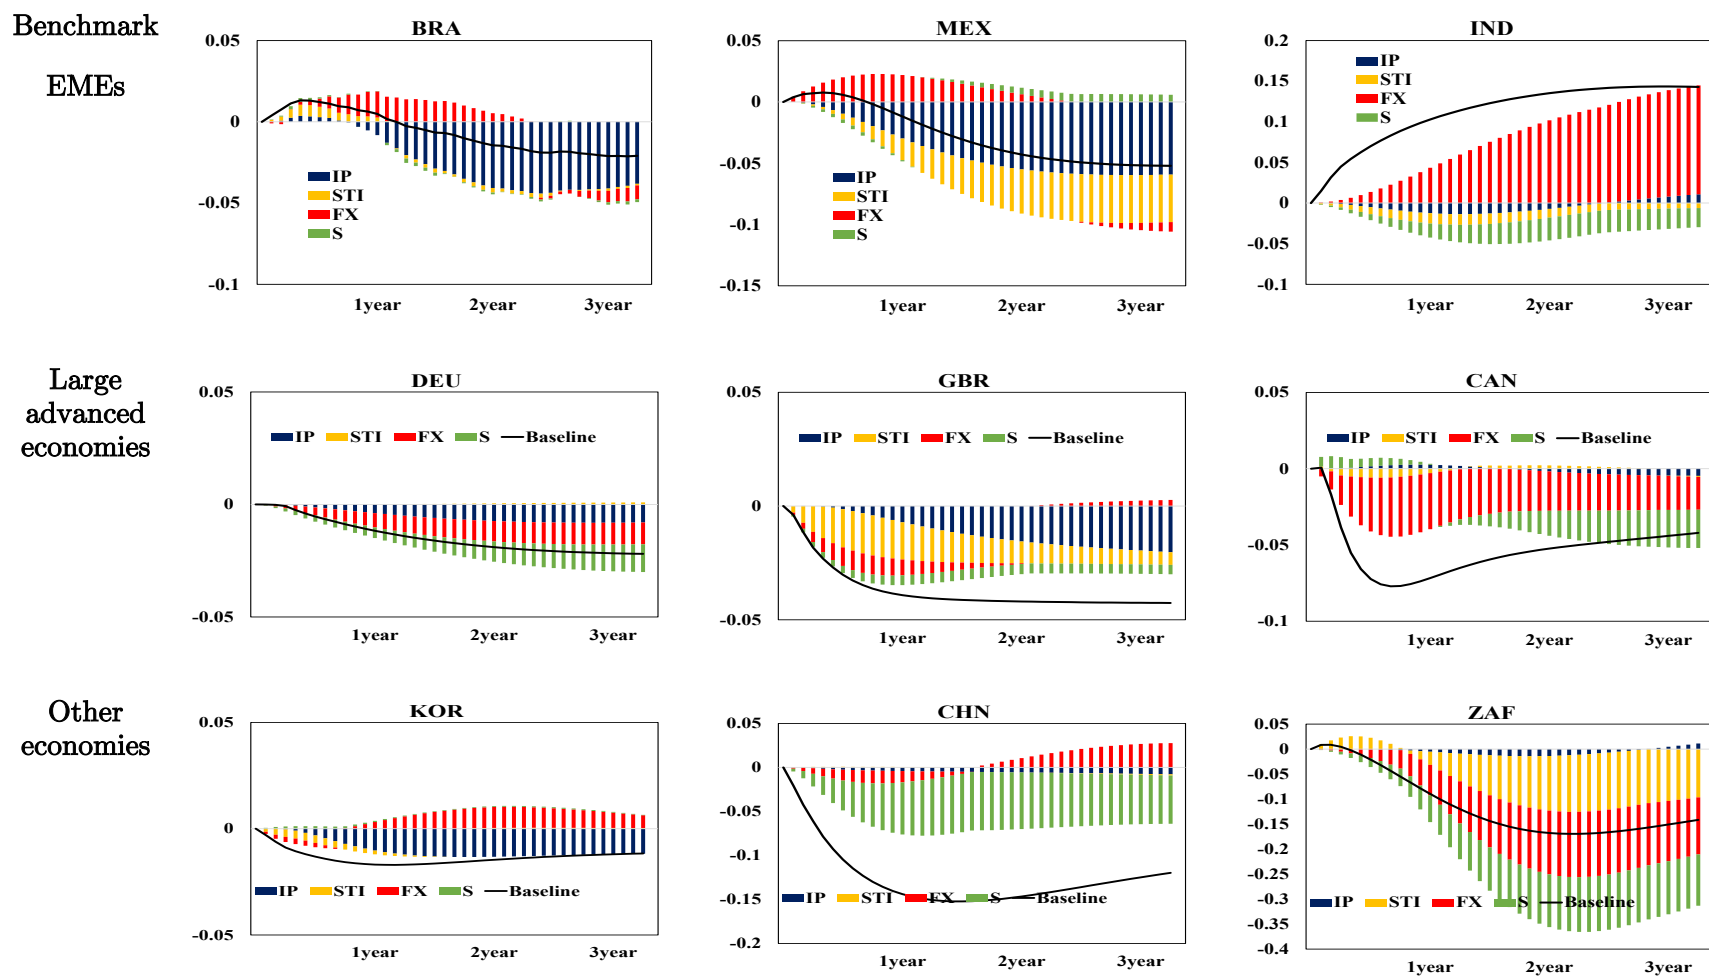 Benchmark
EMEs
BRA
0.05
0
-0.05
-0.1
IP
STI
FX
S
1year 2year 3year
MEX
0.05
0
-0.05
-0.1
-0.15
IP
STI
FX
S
1year 2year 3year
IND
0.2
0.15
0.1
0.05
0
-0.05
-0.1
IP
STI
FX
S
1year 2year 3year
Large
advanced
economies
DEU
0.05
0
-0.05
IP STI FX S Baseline
1year 2year 3year
GBR
0.05
0
-0.05
IP STI FX S Baseline
1year 2year 3year
CAN
0.05
0
-0.05
-0.1
IP STI FX S Baseline
1year 2year 3year
Other
economies
KOR
0.05
0
-0.05
IP STI FX S Baseline
1year 2year 3year
CHN
0.05
0
-0.05
-0.1
-0.15
-0.2
IP STI FX S Baseline
1year 2year 3year
ZAF
0.05
0
-0.05
-0.1
-0.15
-0.2
-0.25
-0.3
-0.35
-0.4
IP STI FX S Baseline
1year 2year 3year